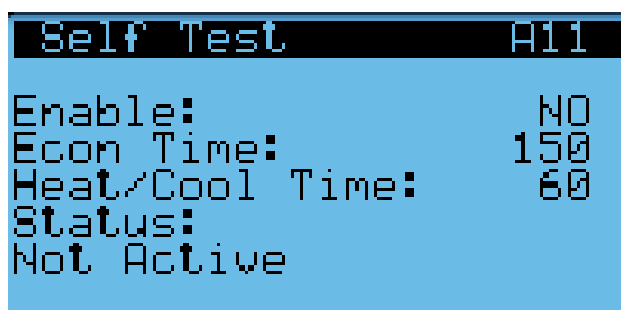 Self Test A11
Enable: NO
Econ Time: 150
Heat/Cool Time: 60
Status:
Not Active